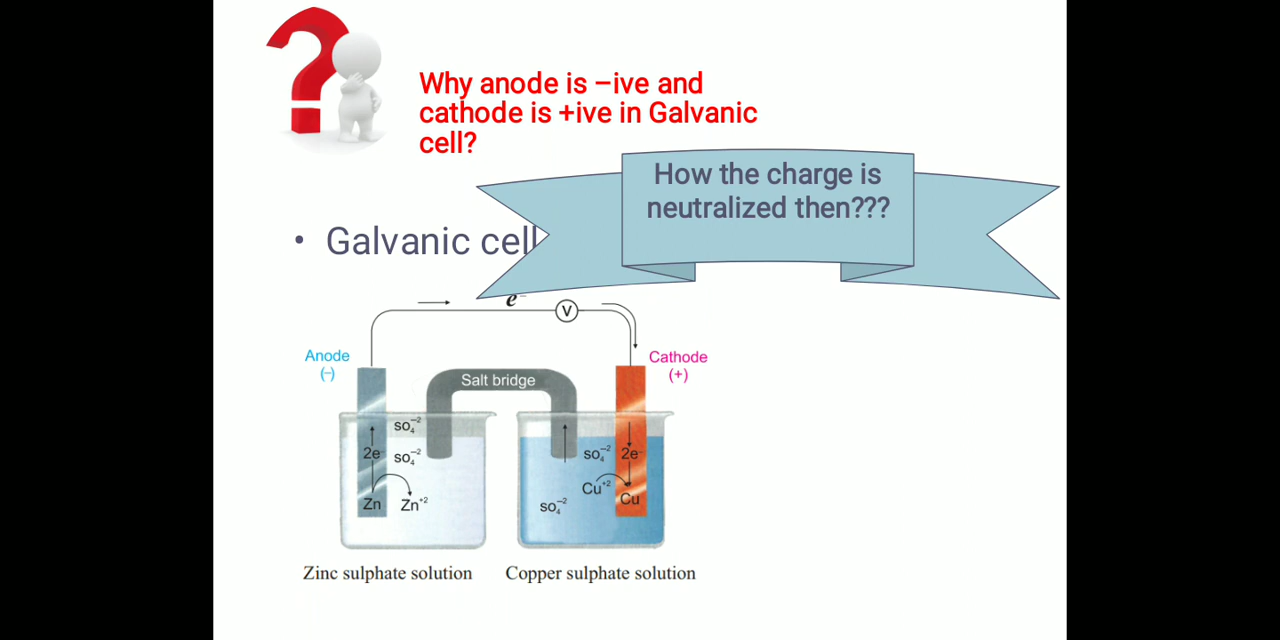 Why anode is –ive and
cathode is +ive in Galvanic
cell?
How the charge is
neutralized then???
• Galvanic cell
e⁻
V
Anode
(–)
Cathode
(+)
Salt bridge
so₄⁻²
2e⁻
so₄⁻²
Zn
Zn⁺²
so₄⁻²
2e⁻
Cu⁺²
Cu
so₄⁻²
Zinc sulphate solution
Copper sulphate solution